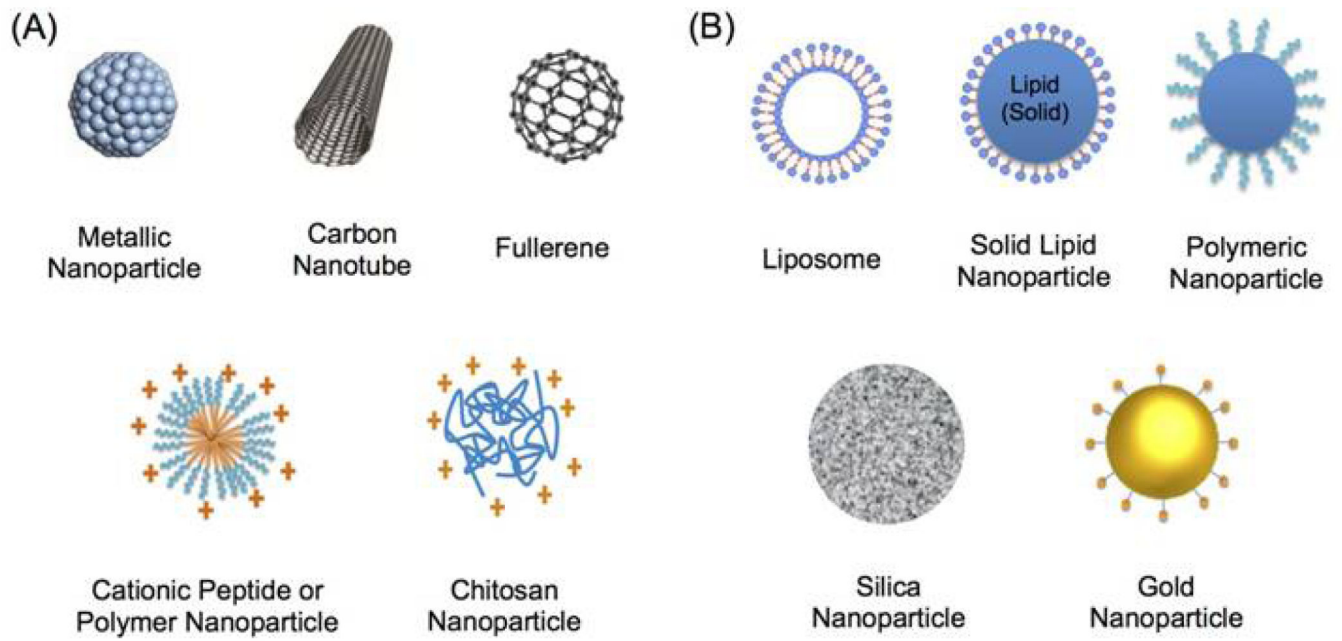 (A)
Metallic
Nanoparticle
Carbon
Nanotube
Fullerene
Cationic Peptide or
Polymer Nanoparticle
Chitosan
Nanoparticle
(B)
Liposome
Lipid
(Solid)
Solid Lipid
Nanoparticle
Polymeric
Nanoparticle
Silica
Nanoparticle
Gold
Nanoparticle